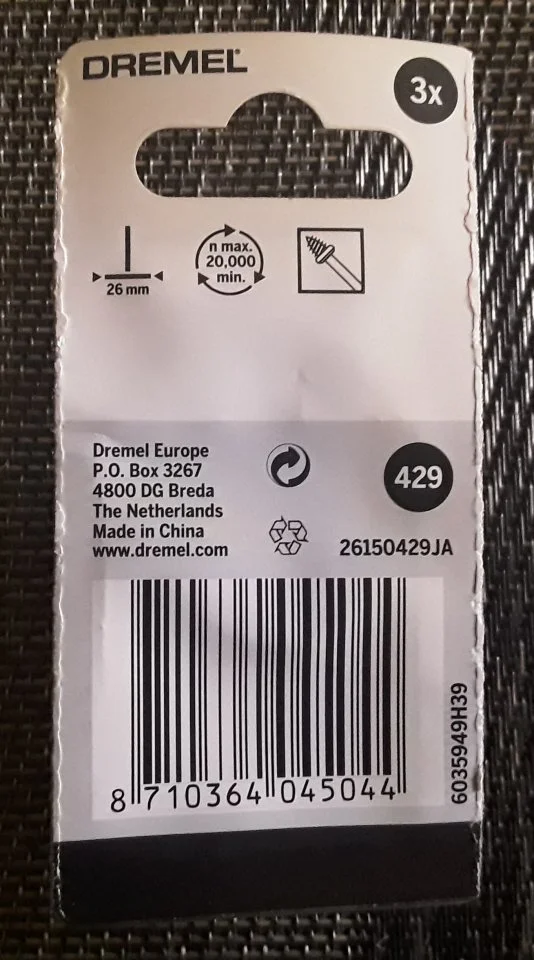 DREMEL
3x
n max.
20,000
min.
26 mm
Dremel Europe
P.O. Box 3267
4800 DG Breda
The Netherlands
Made in China
www.dremel.com
429
26150429JA
8 710364 045044
6035949H39